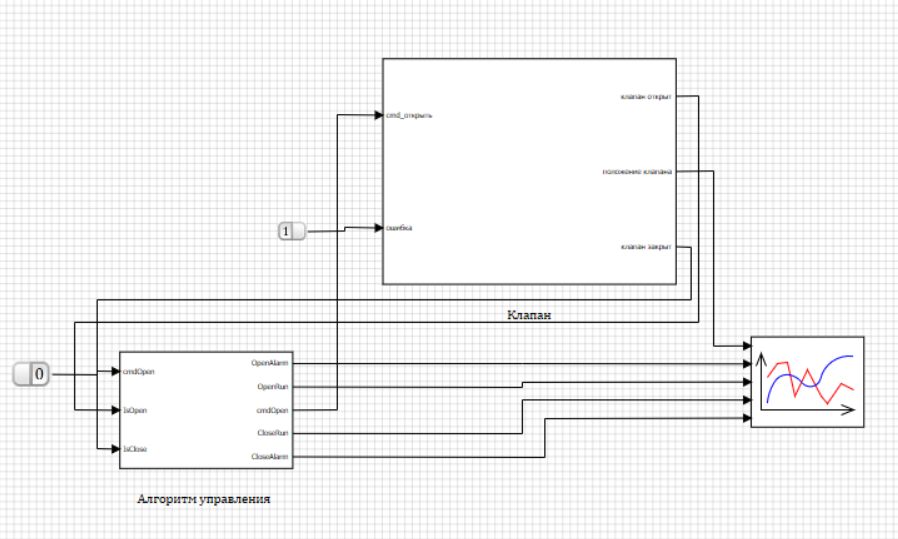 клапан открыт
cmd_открыть
положение клапана
1
ошибка
клапан закрыт
Клапан
0
cmdOpen
IsOpen
IsClose
OpenAlarm
OpenRun
cmdOpen
CloseRun
CloseAlarm
Алгоритм управления